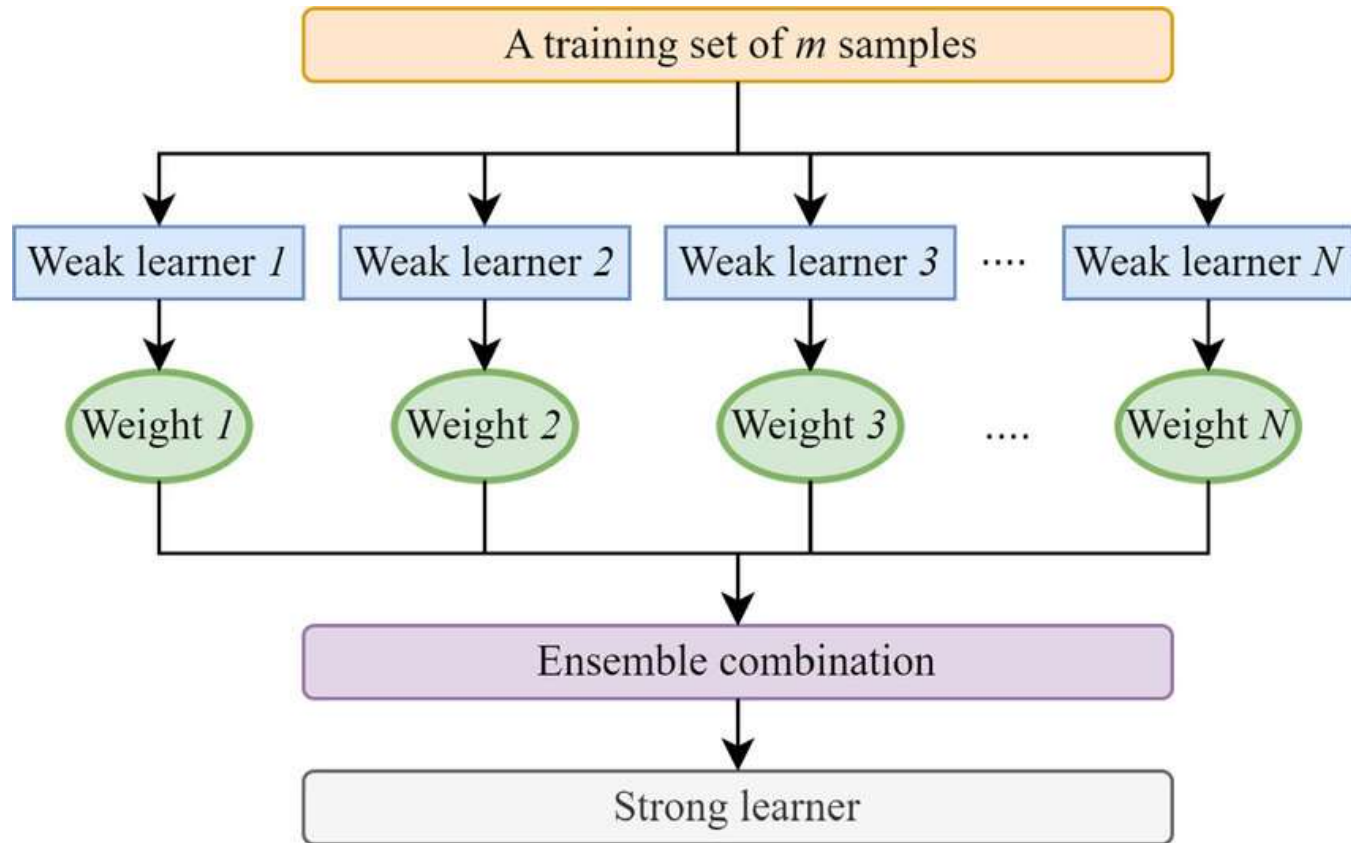 A training set of m samples
Weak learner 1 Weak learner 2 Weak learner 3 .... Weak learner N
Weight 1 Weight 2 Weight 3 .... Weight N
Ensemble combination
Strong learner